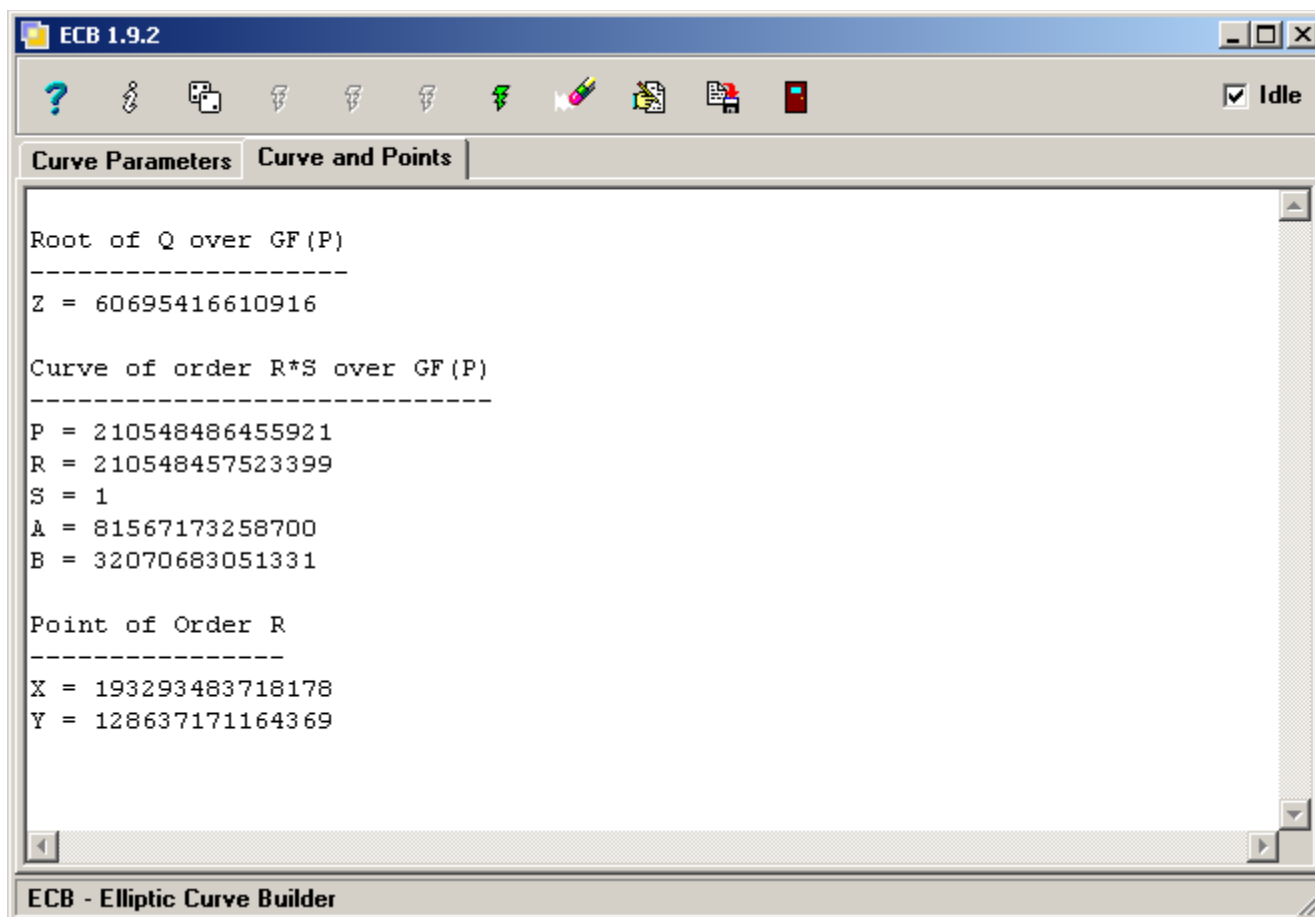 ECB 1.9.2
Idle
Curve Parameters Curve and Points
Root of Q over GF(P)
--------------------
Z = 60695416610916
Curve of order R*S over GF(P)
-----------------------------
P = 210548486455921
R = 210548457523399
S = 1
A = 81567173258700
B = 32070683051331
Point of Order R
----------------
X = 193293483718178
Y = 128637171164369
ECB - Elliptic Curve Builder